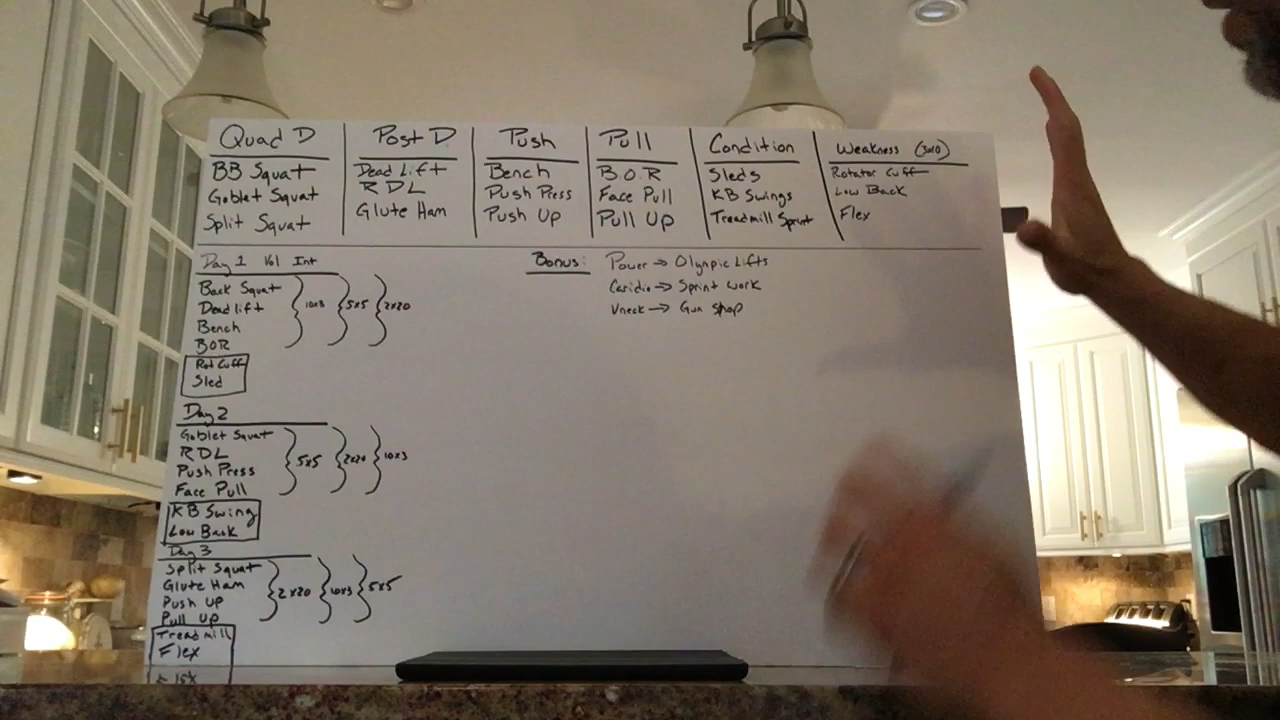 Quad D
BB Squat
Goblet Squat
Split Squat
Post D
Dead Lift
RDL
Glute Ham
Push
Bench
Push Press
Push Up
Pull
B.O.R
Face Pull
Pull Up
Condition
Sleds
KB Swings
Treadmill Sprint
Weakness
Rotator Cuff
Low Back
Flex
Day 1 Vol Int
Back Squat
Deadlift
Bench
BOR
10x3 5x5 2x20
Rot Cuff
Sled
Day 2
Goblet Squat
RDL
Push Press
Face Pull
5x5 2x20 10x3
KB Swing
Low Back
Day 3
Split Squat
Glute Ham
Push Up
Pull Up
2x20 10x3 5x5
Treadmill
Flex
Bonus: Power → Olympic Lifts
Caridio → Sprint work
Vneck → Gun Shop